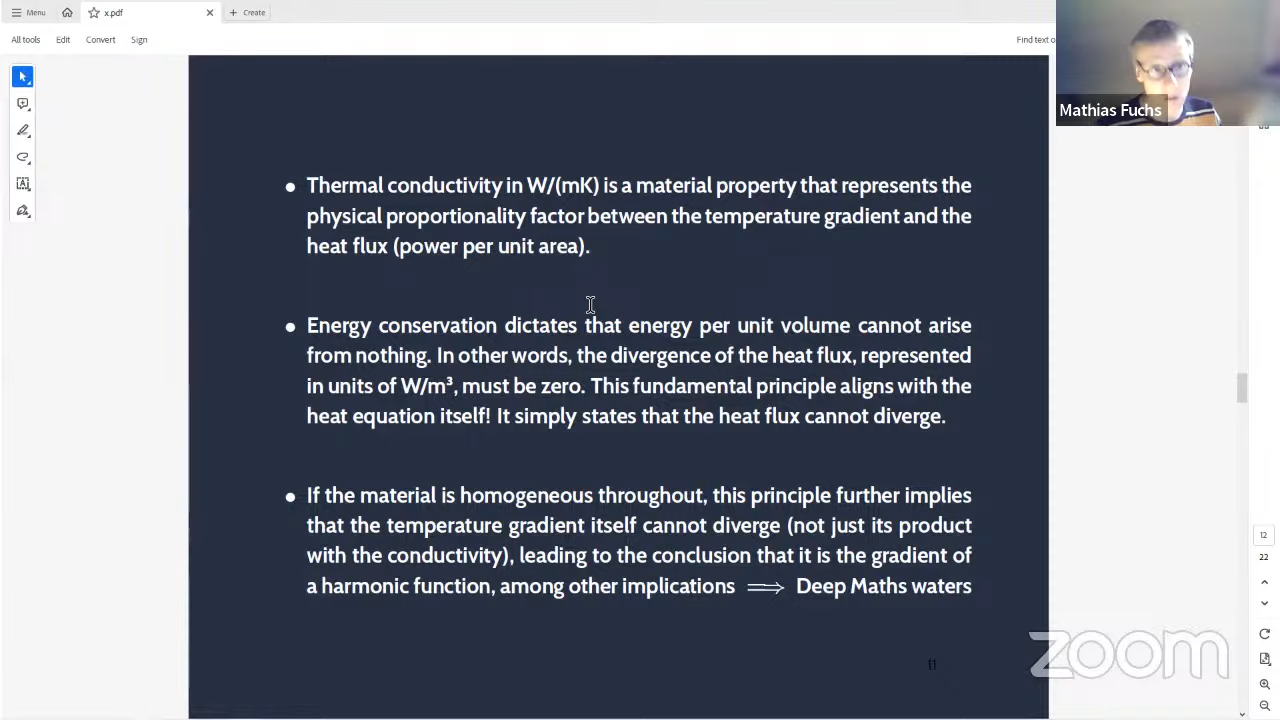 Menu
x.pdf
Create
All tools
Edit
Convert
Sign
Find text o
Mathias Fuchs
• Thermal conductivity in W/(mK) is a material property that represents the
physical proportionality factor between the temperature gradient and the
heat flux (power per unit area).
• Energy conservation dictates that energy per unit volume cannot arise
from nothing. In other words, the divergence of the heat flux, represented
in units of W/m³, must be zero. This fundamental principle aligns with the
heat equation itself! It simply states that the heat flux cannot diverge.
• If the material is homogeneous throughout, this principle further implies
that the temperature gradient itself cannot diverge (not just its product
with the conductivity), leading to the conclusion that it is the gradient of
a harmonic function, among other implications ⟹ Deep Maths waters
11
12
22
zoom